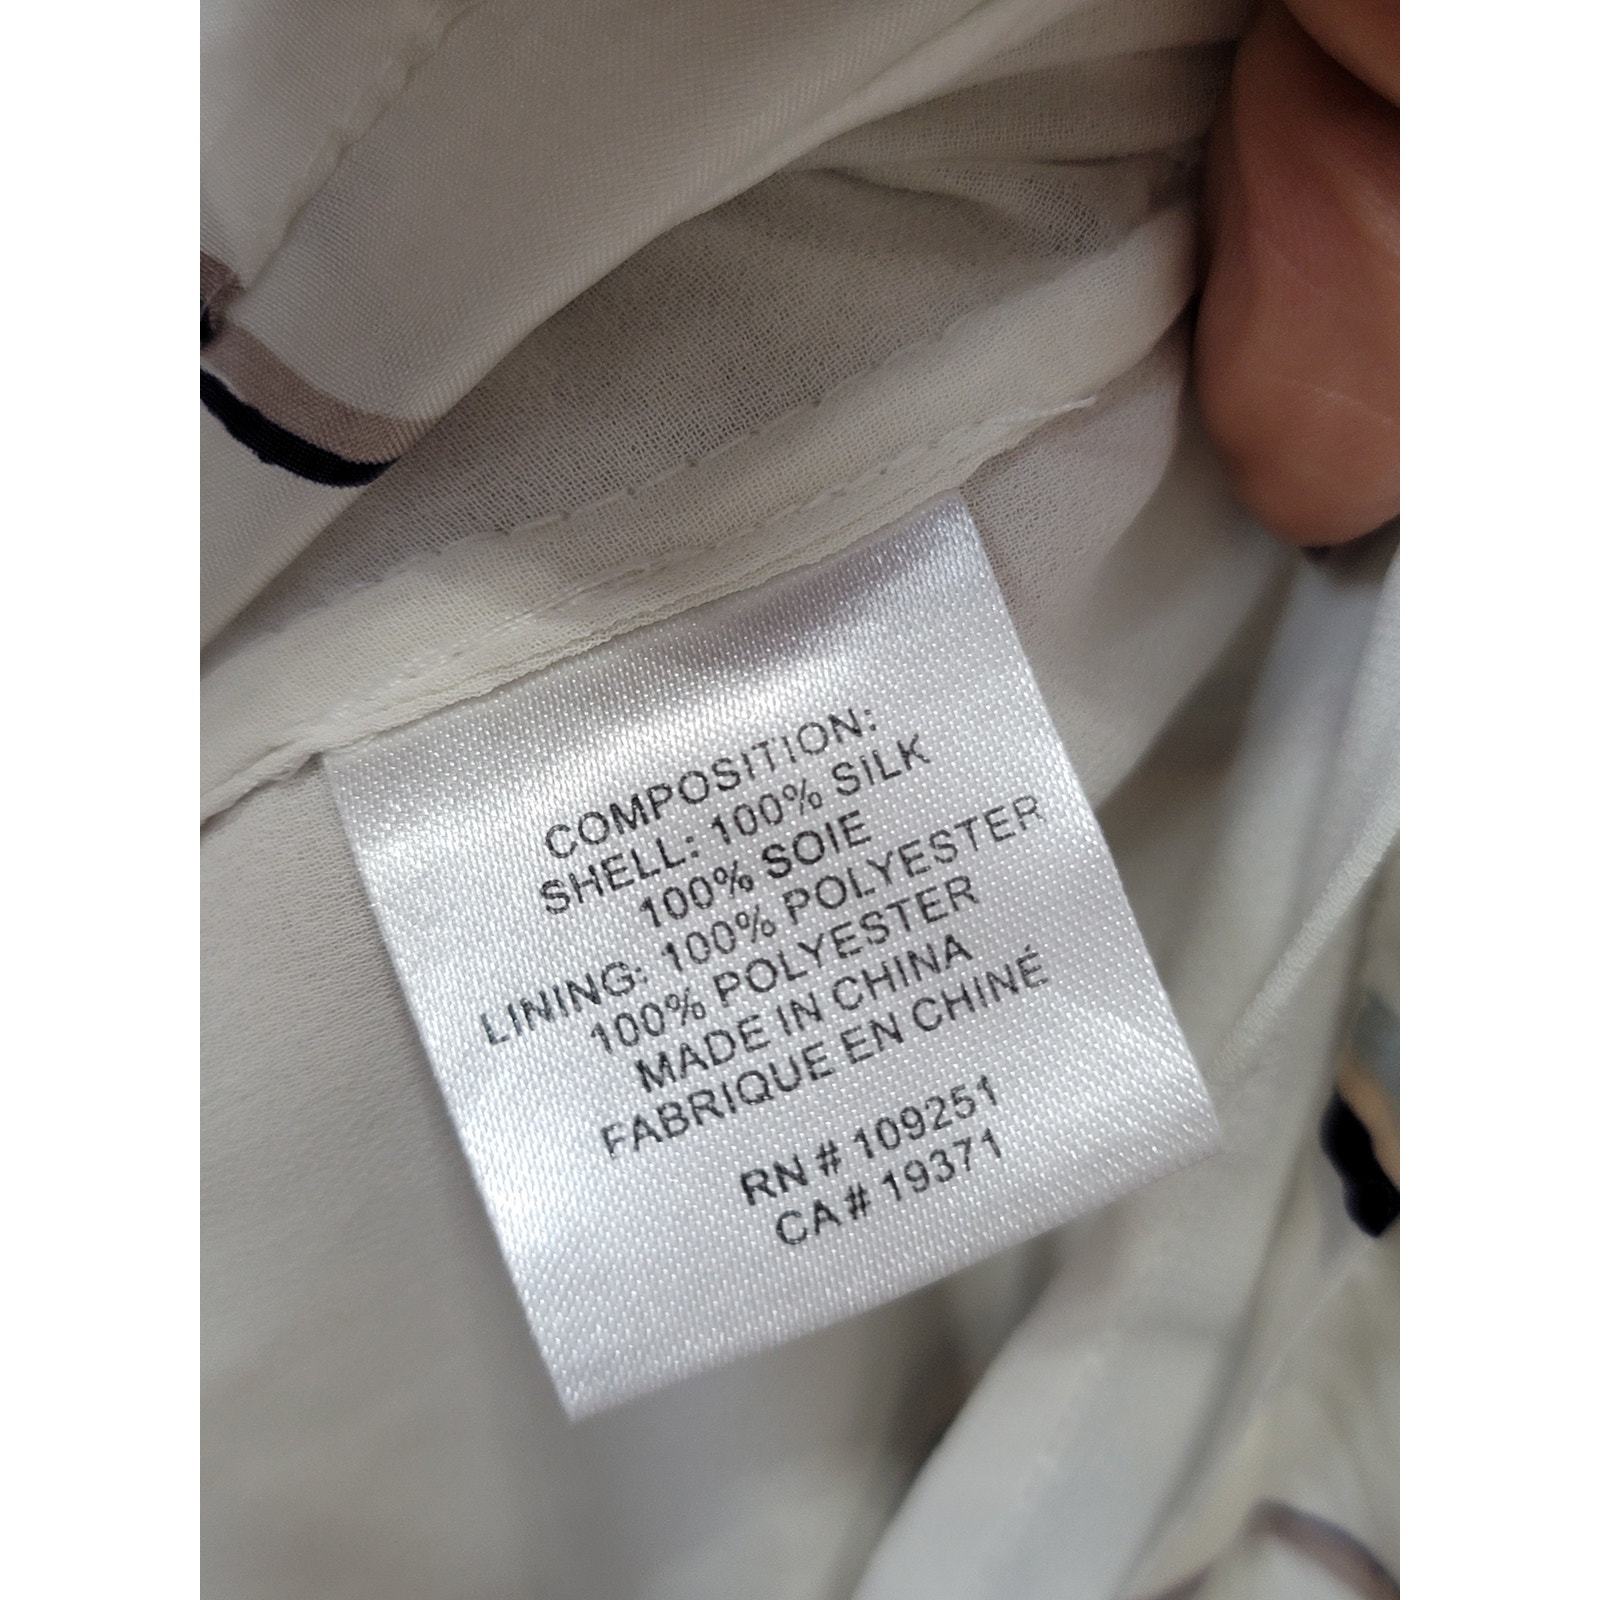 COMPOSITION:
SHELL: 100% SILK
100% SOIE
LINING: 100% POLYESTER
100% POLYESTER
MADE IN CHINA
FABRIQUE EN CHINÉ
RN # 109251
CA # 19371